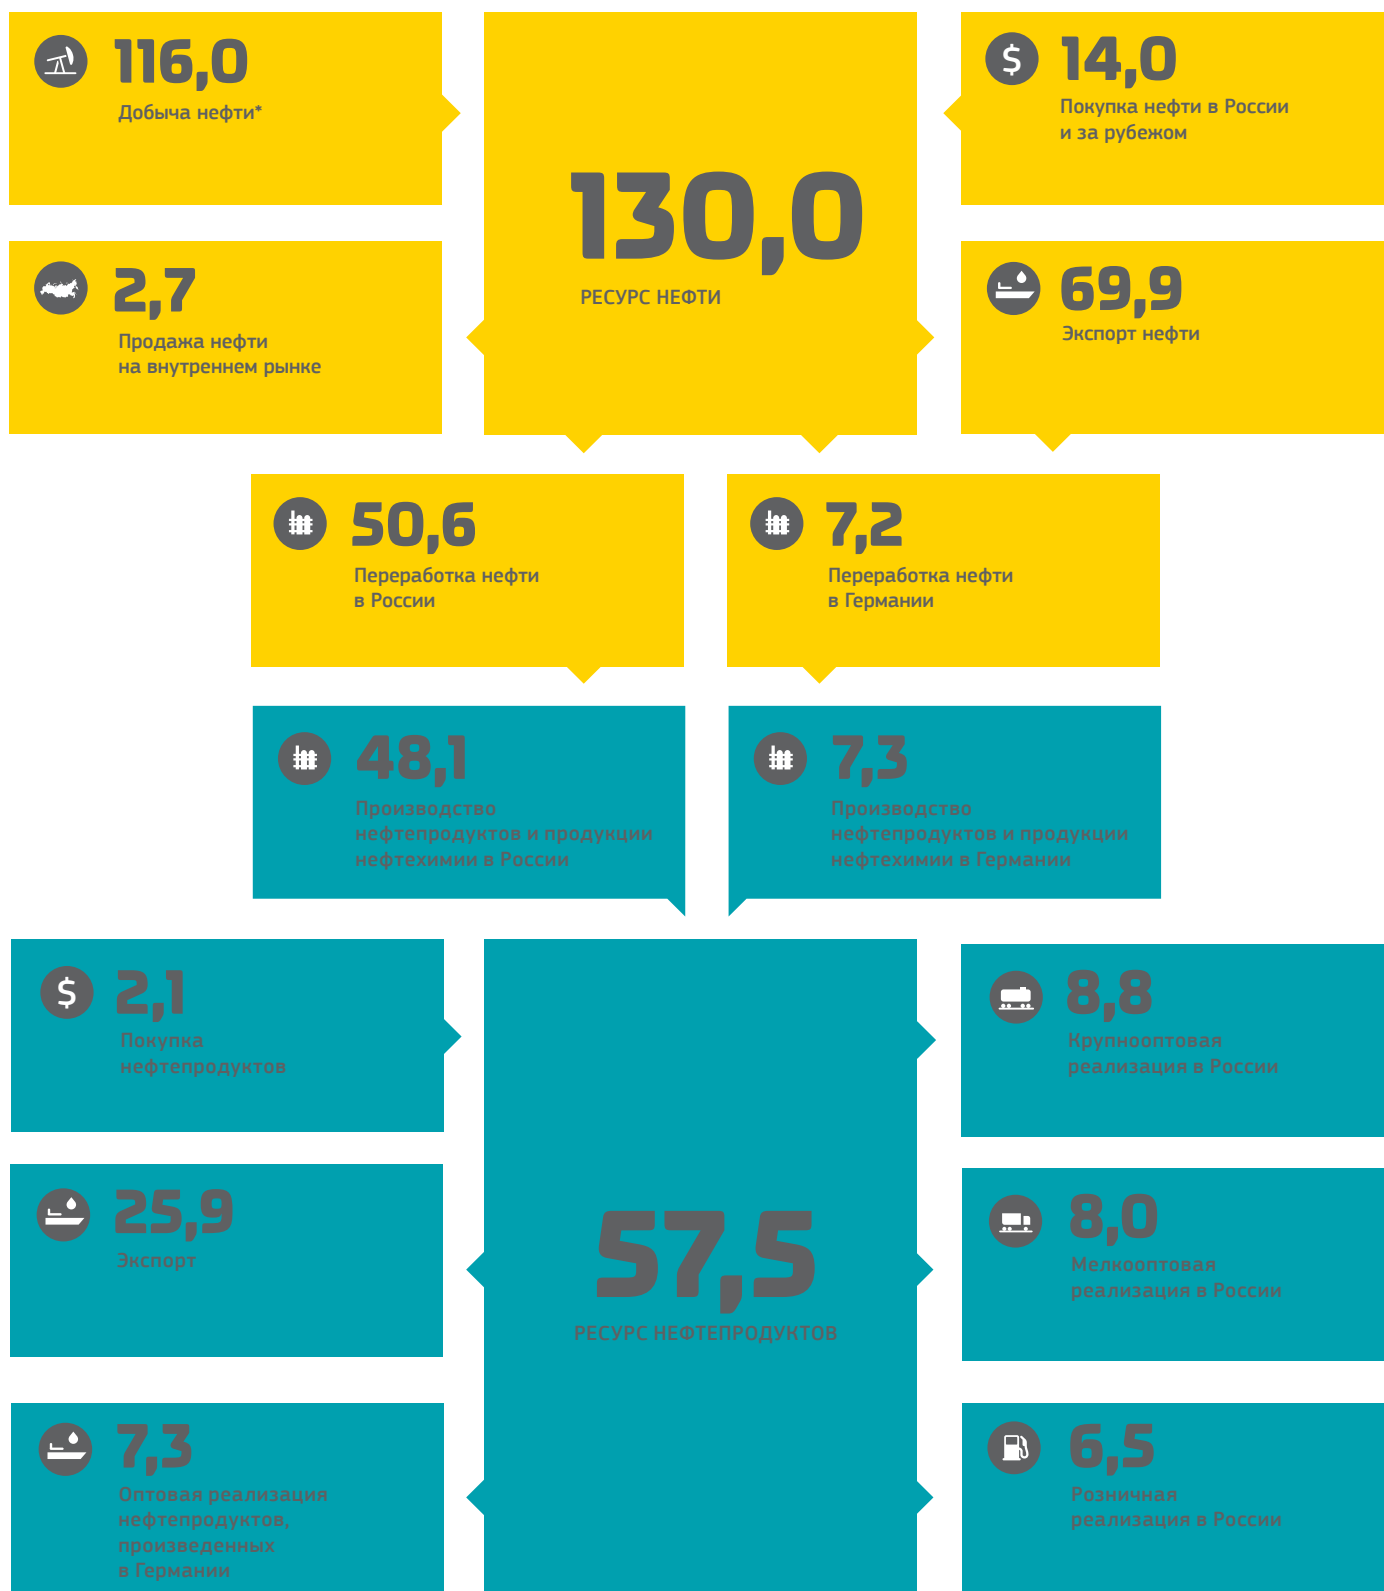 116,0
Добыча нефти*
130,0
РЕСУРС НЕФТИ
$
14,0
Покупка нефти в России
и за рубежом
2,7
Продажа нефти
на внутреннем рынке
69,9
Экспорт нефти
50,6
Переработка нефти
в России
7,2
Переработка нефти
в Германии
48,1
Производство
нефтепродуктов и продукции
нефтехимии в России
7,3
Производство
нефтепродуктов и продукции
нефтехимии в Германии
$
2,1
Покупка
нефтепродуктов
8,8
Крупнооптовая
реализация в России
25,9
Экспорт
57,5
РЕСУРС НЕФТЕПРОДУКТОВ
8,0
Мелкооптовая
реализация в России
7,3
Оптовая реализация
нефтепродуктов,
произведенных
в Германии
6,5
Розничная
реализация в России